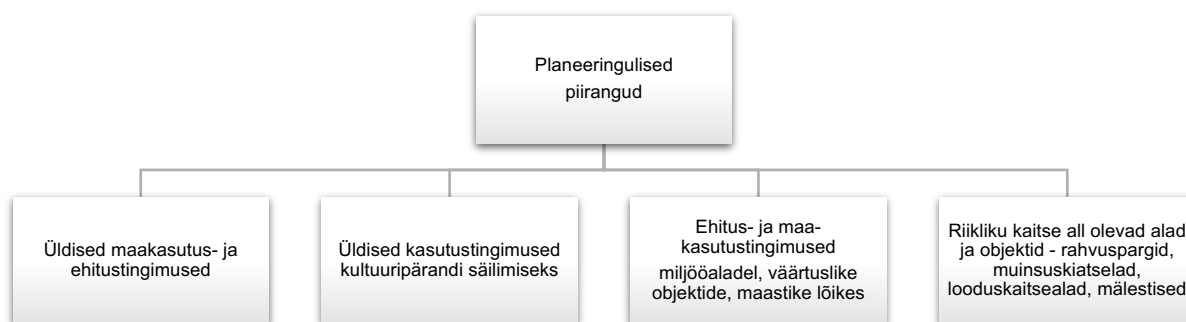 Planeeringulised
piirangud
Üldised maakasutus- ja
ehitustingimused
Üldised kasutustingimused
kultuuripärandi säilimiseks
Ehitus- ja maa-
kasutustingimused
miljööaladel, väärtuslike
objektide, maastike lõikes
Riikliku kaitse all olevad alad
ja objektid - rahvuspargid,
muinsuskiatselad,
looduskaitsealad, mälestised